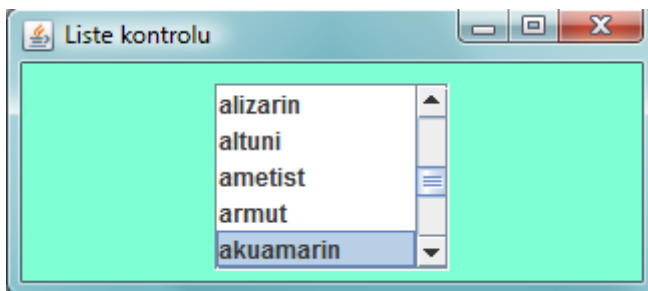 Liste kontrolu
alizarin
altuni
ametist
armut
akuamarin